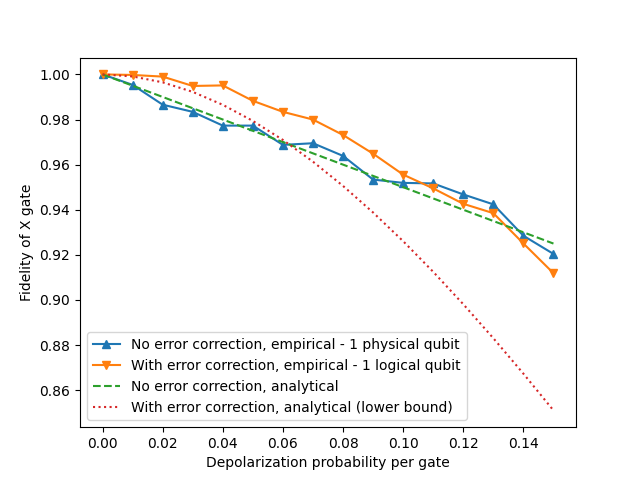 1.00
0.98
0.96
0.94
0.92
0.90
0.88
0.86
Fidelity of X gate
No error correction, empirical - 1 physical qubit
With error correction, empirical - 1 logical qubit
No error correction, analytical
With error correction, analytical (lower bound)
0.00 0.02 0.04 0.06 0.08 0.10 0.12 0.14
Depolarization probability per gate